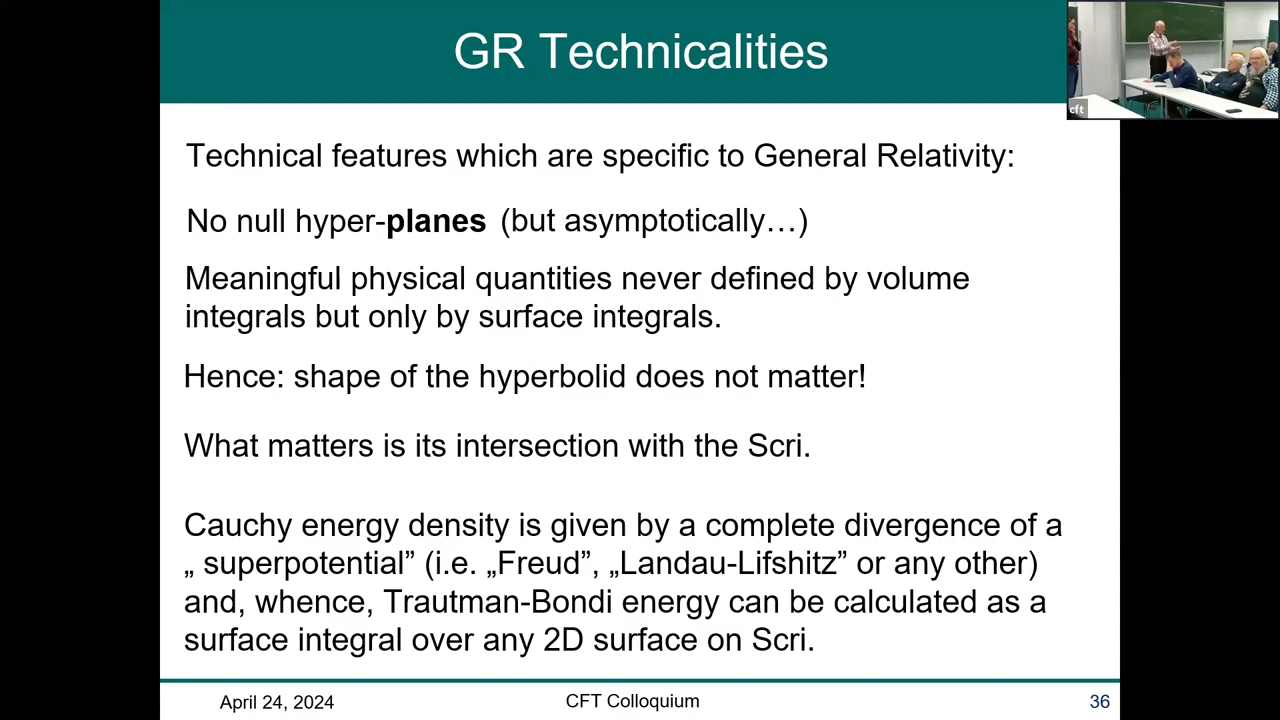 GR Technicalities
cft
Technical features which are specific to General Relativity:
No null hyper-planes (but asymptotically…)
Meaningful physical quantities never defined by volume
integrals but only by surface integrals.
Hence: shape of the hyperbolid does not matter!
What matters is its intersection with the Scri.
Cauchy energy density is given by a complete divergence of a
„ superpotential” (i.e. „Freud”, „Landau-Lifshitz” or any other)
and, whence, Trautman-Bondi energy can be calculated as a
surface integral over any 2D surface on Scri.
April 24, 2024
CFT Colloquium
36